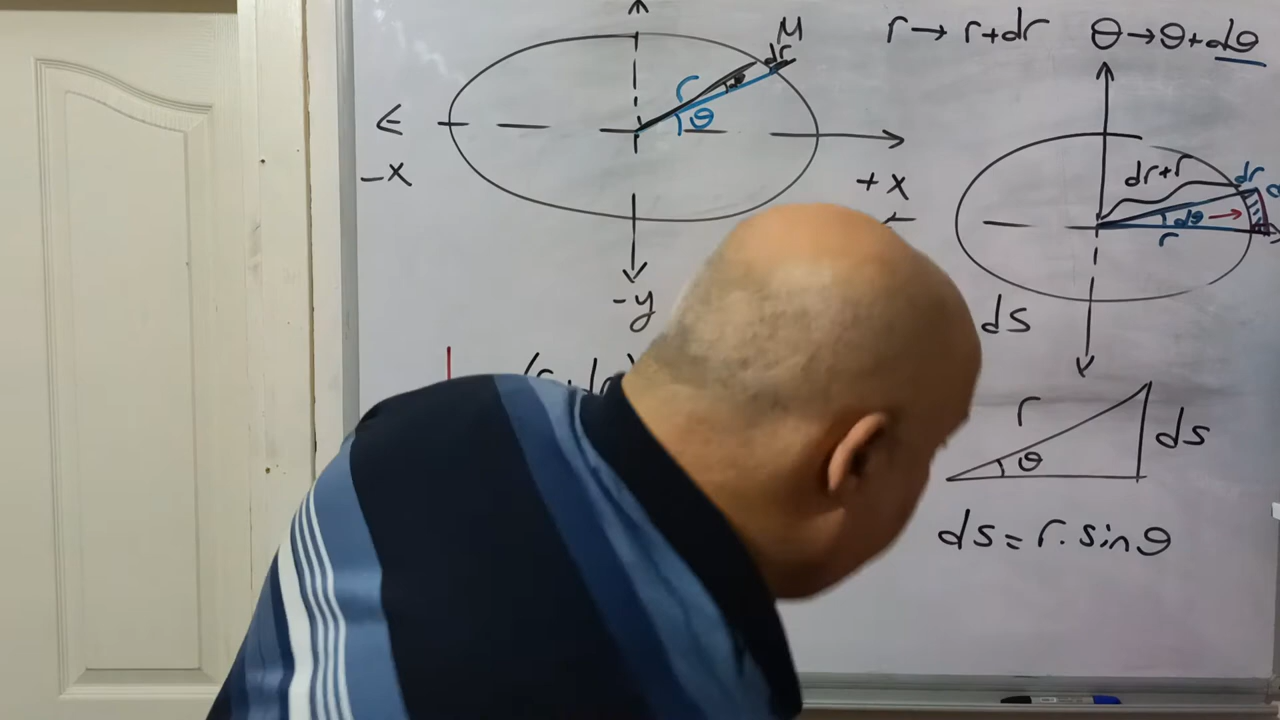 M
r → r+dr θ → θ+dθ
dr
r
θ
θ
-x
+x
-y
dr+r
dr
dθ
r
ds
r
θ
ds
ds = r. sinθ